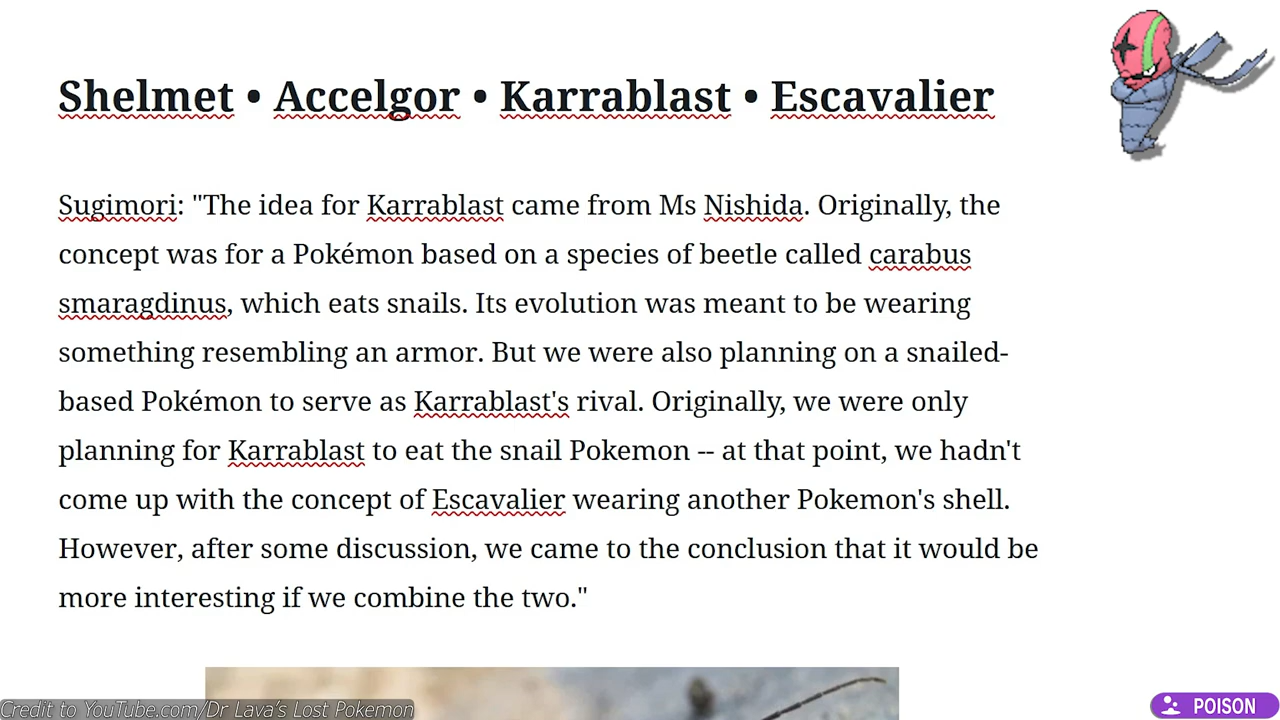 Shelmet • Accelgor • Karrablast • Escavalier
Sugimori: "The idea for Karrablast came from Ms Nishida. Originally, the
concept was for a Pokémon based on a species of beetle called carabus
smaragdinus, which eats snails. Its evolution was meant to be wearing
something resembling an armor. But we were also planning on a snailed-
based Pokémon to serve as Karrablast's rival. Originally, we were only
planning for Karrablast to eat the snail Pokemon -- at that point, we hadn't
come up with the concept of Escavalier wearing another Pokemon's shell.
However, after some discussion, we came to the conclusion that it would be
more interesting if we combine the two."
Credit to YouTube.com/Dr Lava's Lost Pokemon
POISON